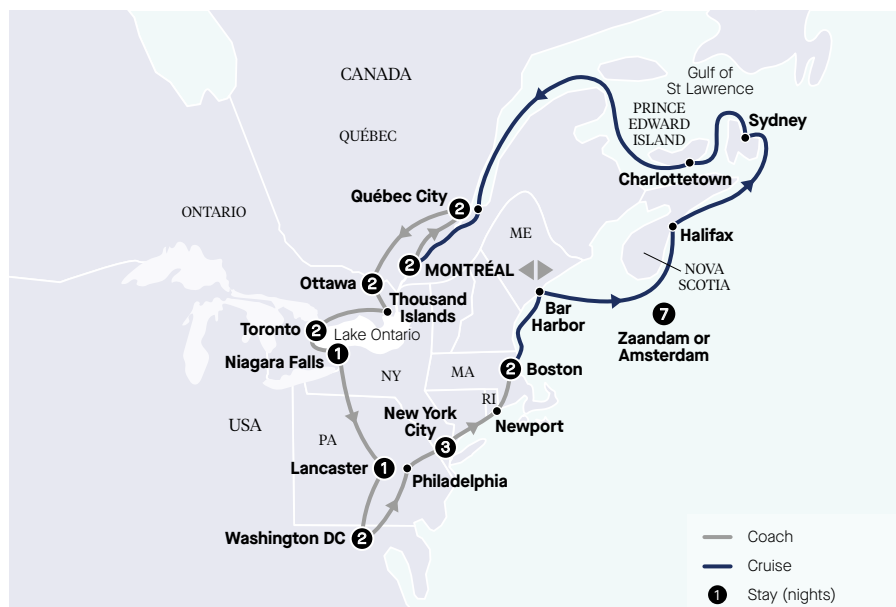 Gulf of
St Lawrence
CANADA
PRINCE
EDWARD
ISLAND
Sydney
QUÉBEC
Charlottetown
Québec City
2
ONTARIO
ME
Halifax
2
MONTRÉAL
NOVA
SCOTIA
Ottawa
2
Thousand
Islands
Bar
Harbor
7
Zaandam or
Amsterdam
Toronto
2
Lake Ontario
Niagara Falls
1
NY
MA
2
Boston
RI
USA
New York
City
3
Newport
PA
Lancaster
1
Philadelphia
Washington DC
2
Coach
Cruise
1
Stay (nights)